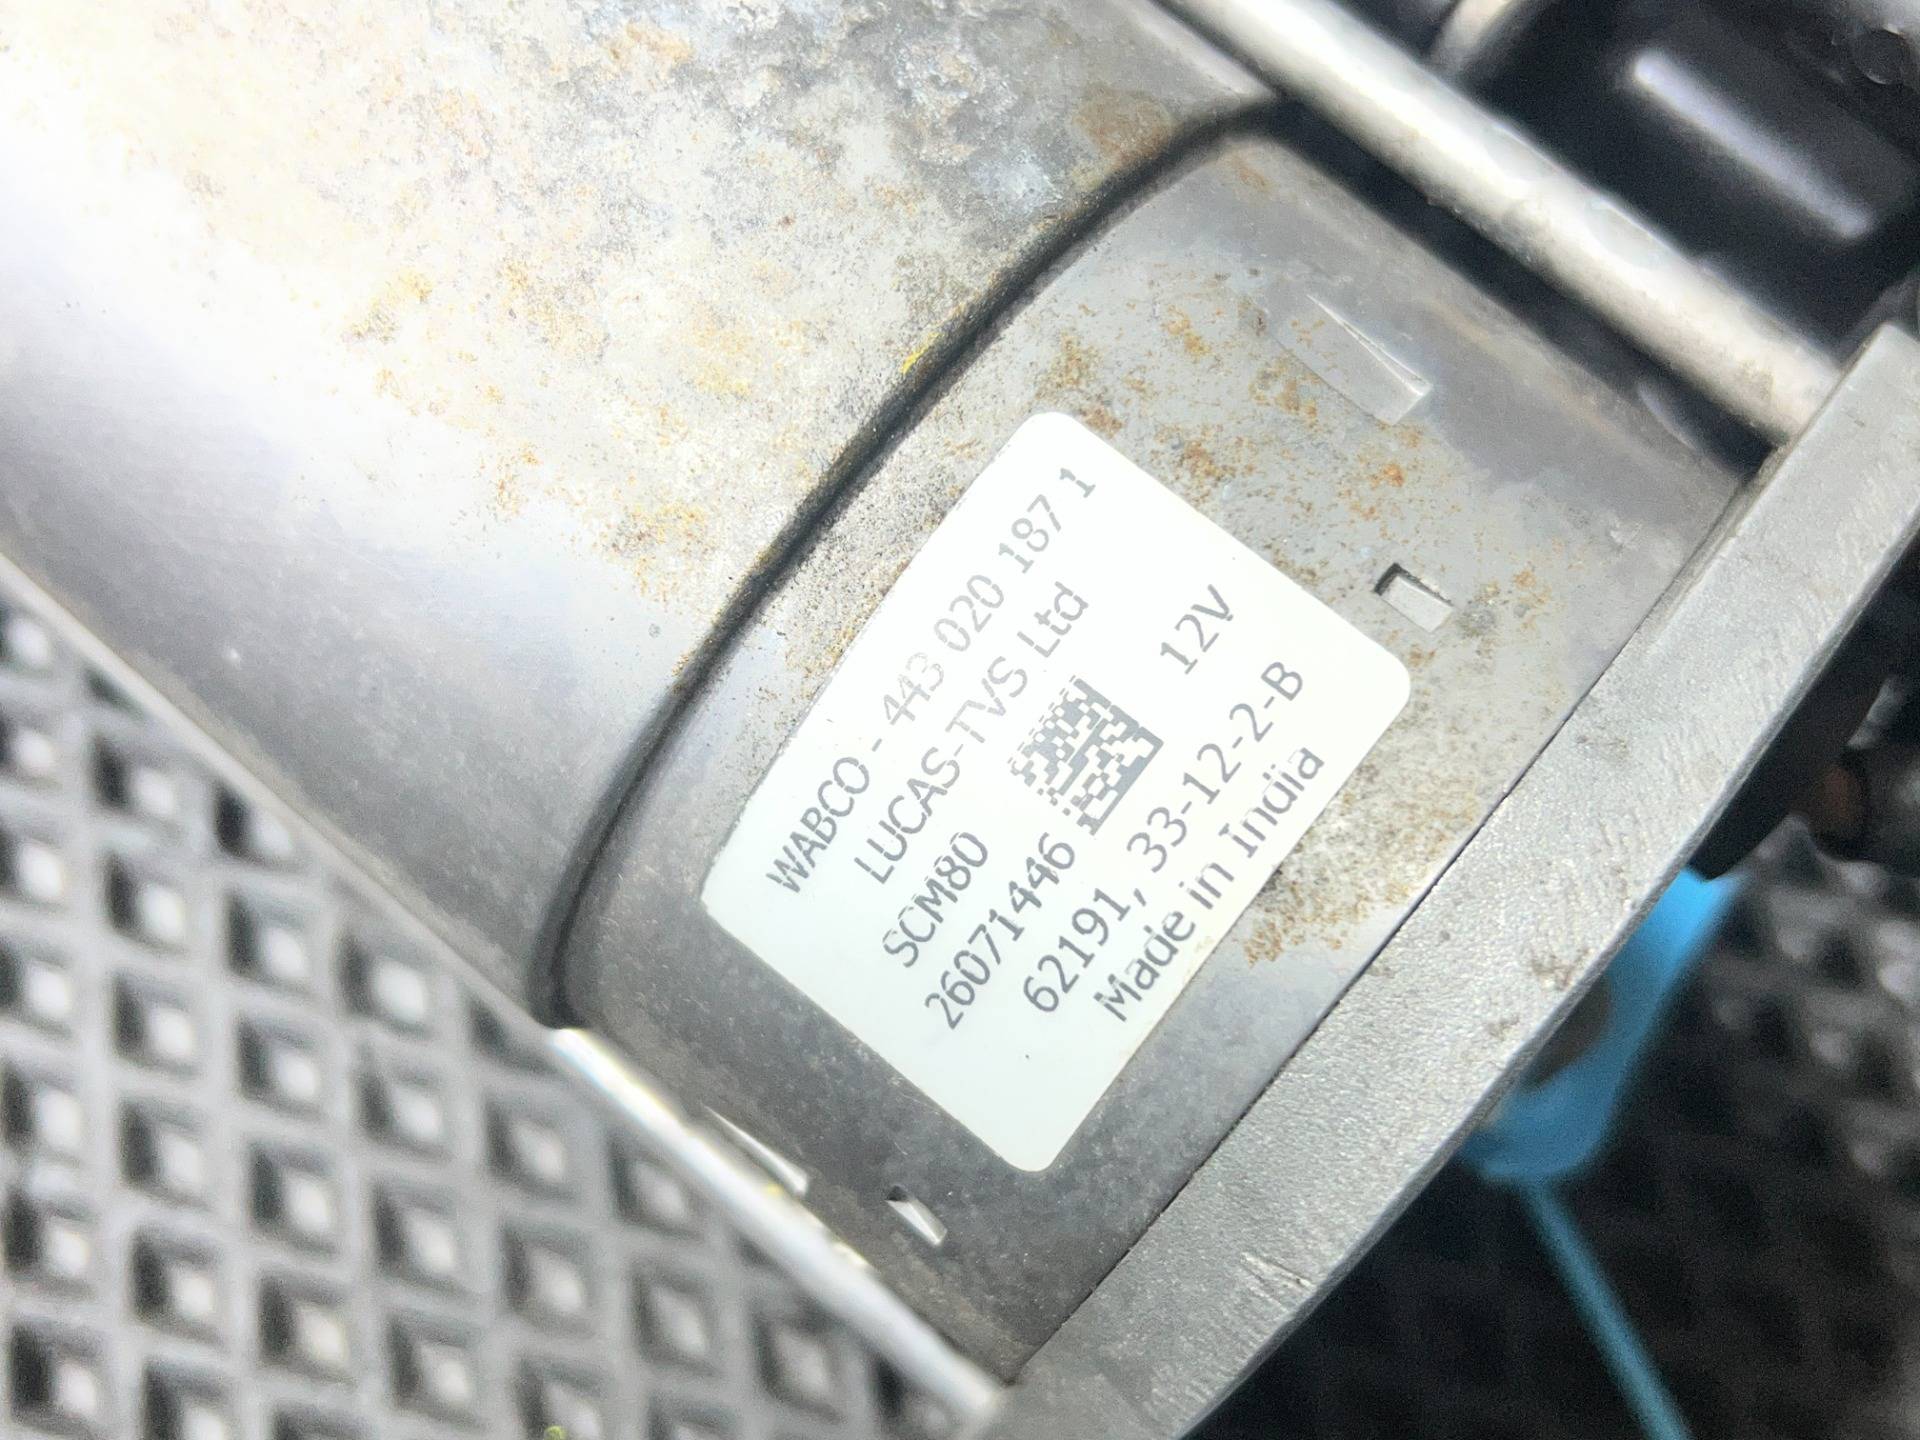 WABCO - 443 020 187 1
LUCAS-TVS Ltd
SCM80 12V
26071446
62191, 33-12-2-B
Made in India